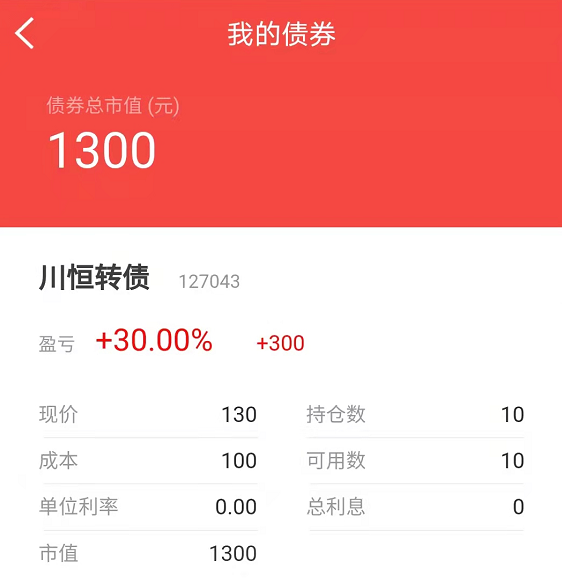 我的债券
债券总市值 (元)
1300
川恒转债 127043
盈亏 +30.00% +300
现价 130 持仓数 10
成本 100 可用数 10
单位利率 0.00 总利息 0
市值 1300